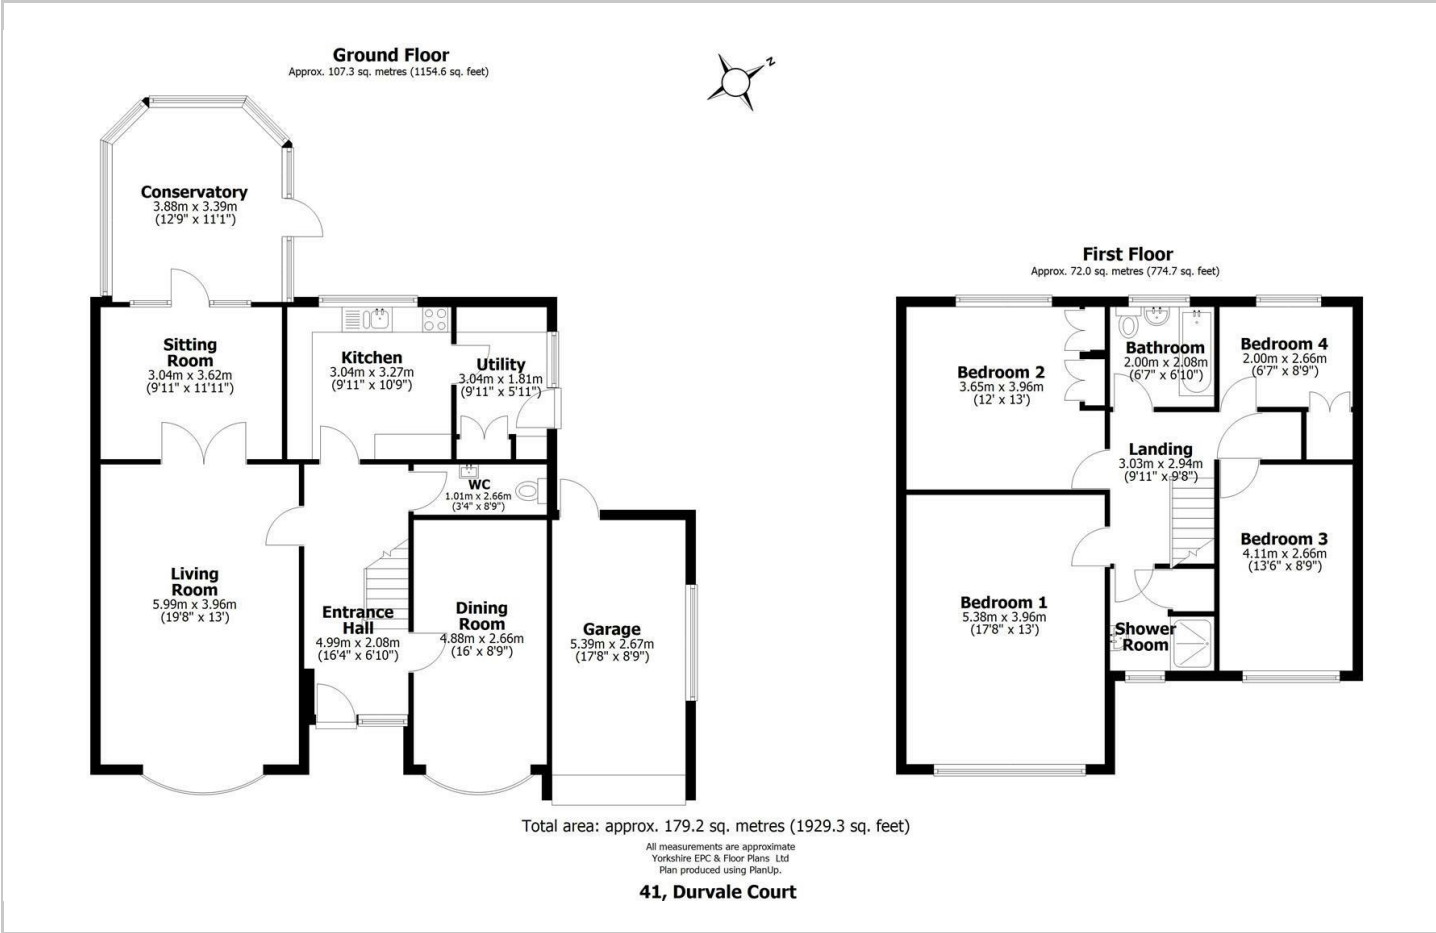 Ground Floor
Approx. 107.3 sq. metres (1154.6 sq. feet)
N
Conservatory
3.88m x 3.39m
(12'9" x 11'1")
Sitting
Room
3.04m x 3.62m
(9'11" x 11'11")
Kitchen
3.04m x 3.27m
(9'11" x 10'9")
Utility
3.04m x 1.81m
(9'11" x 5'11")
WC
1.01m x 2.66m
(3'4" x 8'9")
Living
Room
5.99m x 3.96m
(19'8" x 13')
Entrance
Hall
4.99m x 2.08m
(16'4" x 6'10")
Dining
Room
4.88m x 2.66m
(16' x 8'9")
Garage
5.39m x 2.67m
(17'8" x 8'9")
First Floor
Approx. 72.0 sq. metres (774.7 sq. feet)
Bedroom 2
3.65m x 3.96m
(12' x 13')
Bathroom
2.00m x 2.08m
(6'7" x 6'10")
Bedroom 4
2.00m x 2.66m
(6'7" x 8'9")
Landing
3.03m x 2.94m
(9'11" x 9'8")
Bedroom 1
5.38m x 3.96m
(17'8" x 13')
Bedroom 3
4.11m x 2.66m
(13'6" x 8'9")
Shower
Room
Total area: approx. 179.2 sq. metres (1929.3 sq. feet)
All measurements are approximate
Yorkshire EPC & Floor Plans Ltd
Plan produced using PlanUp.
41, Durvale Court